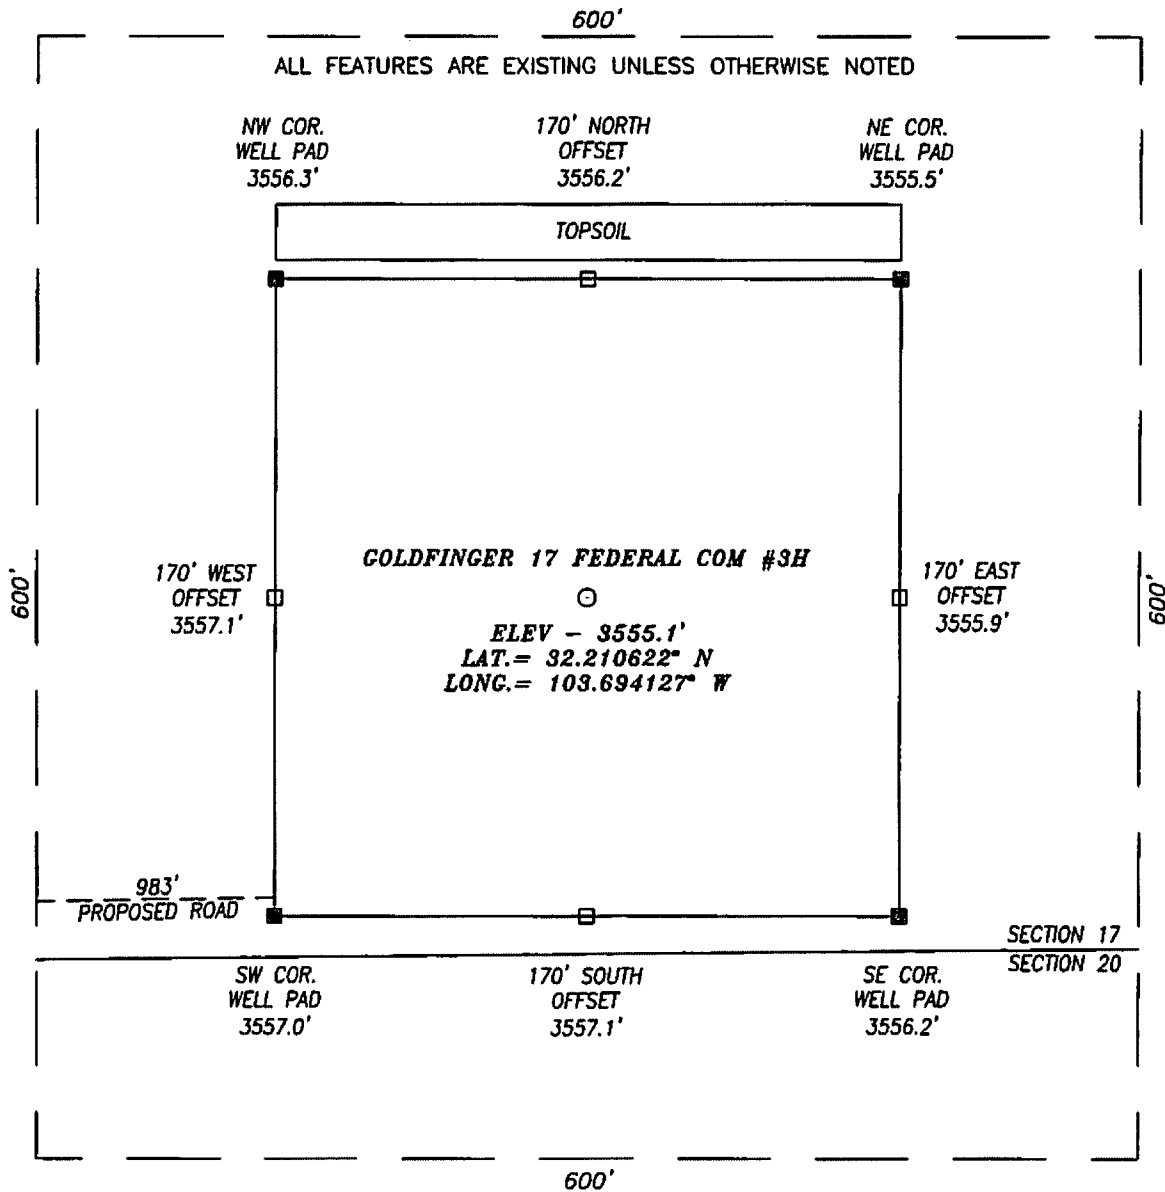 600'
ALL FEATURES ARE EXISTING UNLESS OTHERWISE NOTED
NW COR.
WELL PAD
3556.3'
170' NORTH
OFFSET
3556.2'
NE COR.
WELL PAD
3555.5'
TOPSOIL
600'
170' WEST
OFFSET
3557.1'
GOLDFINGER 17 FEDERAL COM #3H
ELEV - 3555.1'
LAT.= 32.210622° N
LONG.= 103.694127° W
170' EAST
OFFSET
3555.9'
600'
983'
PROPOSED ROAD
SECTION 17
SECTION 20
SW COR.
WELL PAD
3557.0'
170' SOUTH
OFFSET
3557.1'
SE COR.
WELL PAD
3556.2'
600'